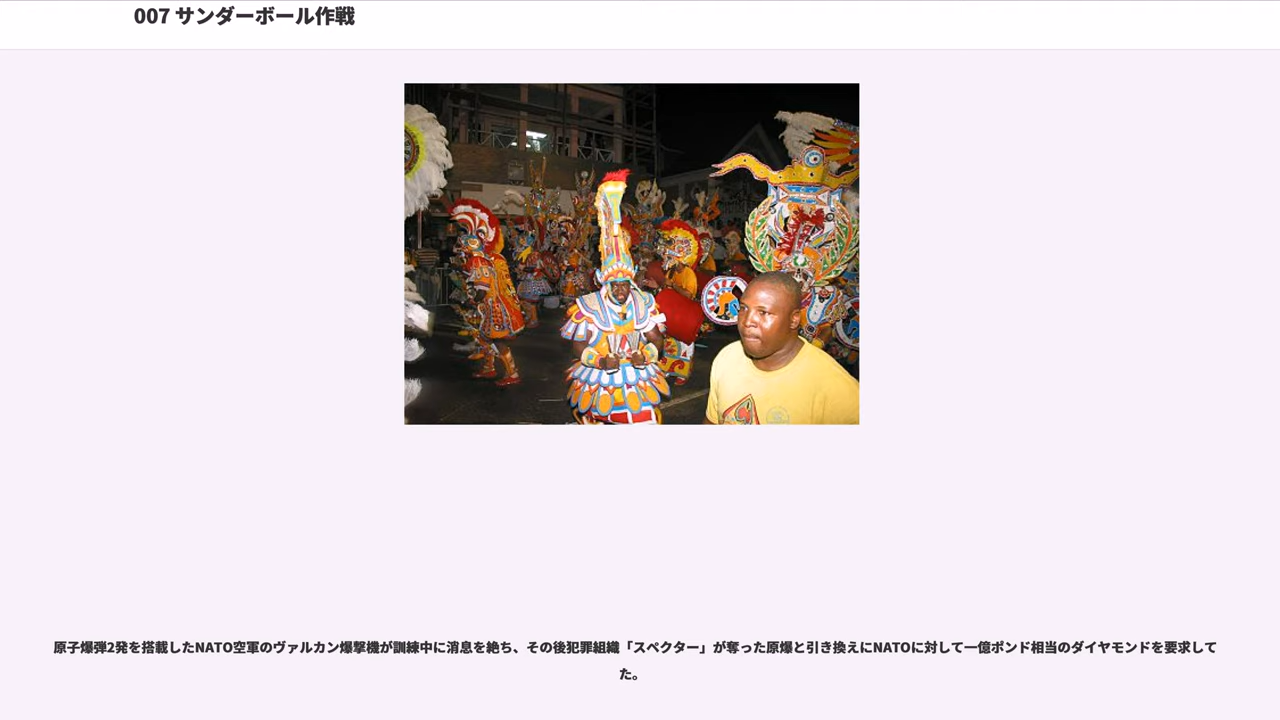 007 サンダーボール作戦
原子爆弾2発を搭載したNATO空軍のヴァルカン爆撃機が訓練中に消息を絶ち、その後犯罪組織「スペクター」が奪った原爆と引き換えにNATOに対して一億ポンド相当のダイヤモンドを要求して
た。